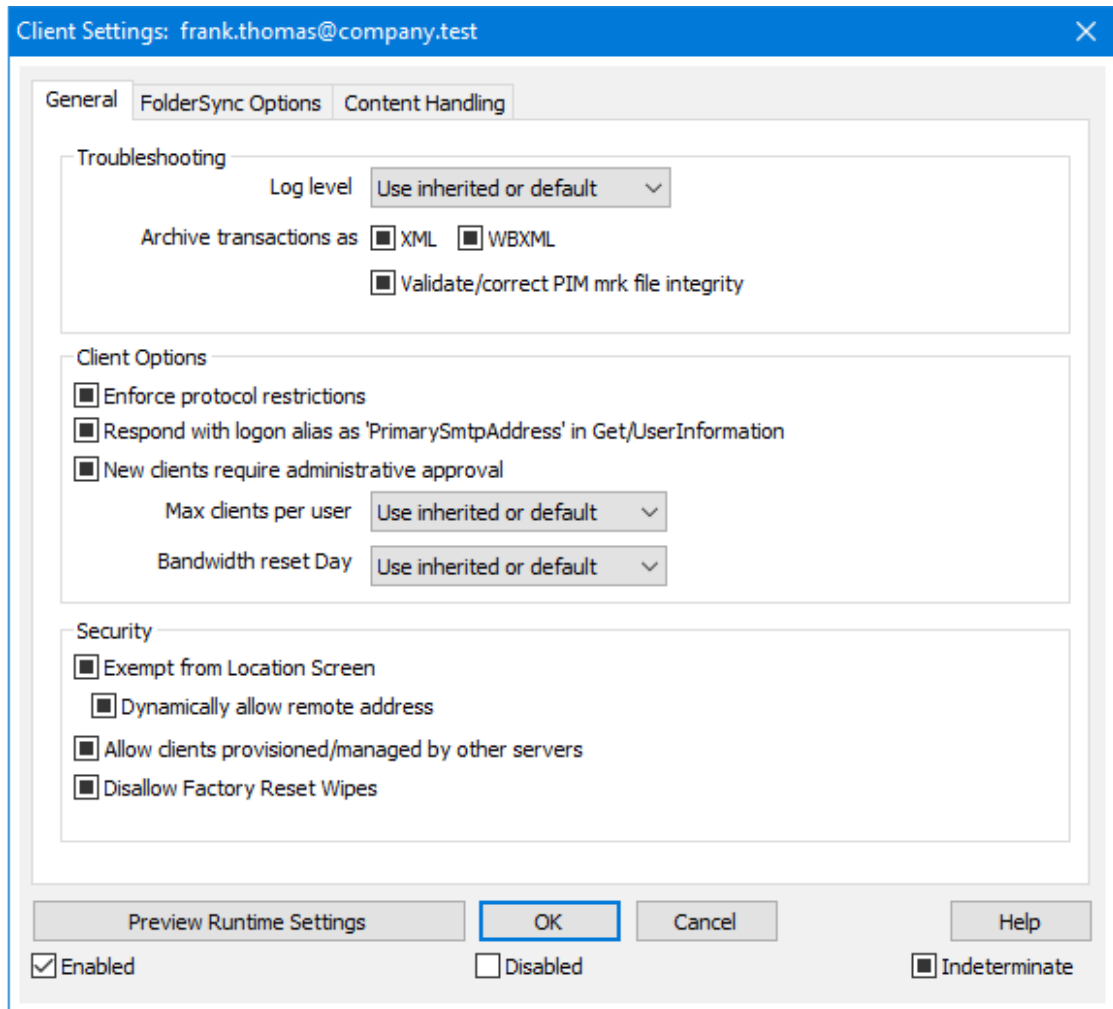 Client Settings: frank.thomas@company.test
General FolderSync Options Content Handling
Troubleshooting
Log level Use inherited or default
Archive transactions as XML WBXML
Validate/correct PIM mrk file integrity
Client Options
Enforce protocol restrictions
Respond with logon alias as 'PrimarySmtpAddress' in Get/UserInformation
New clients require administrative approval
Max clients per user Use inherited or default
Bandwidth reset Day Use inherited or default
Security
Exempt from Location Screen
Dynamically allow remote address
Allow clients provisioned/managed by other servers
Disallow Factory Reset Wipes
Preview Runtime Settings OK Cancel Help
Enabled Disabled Indeterminate